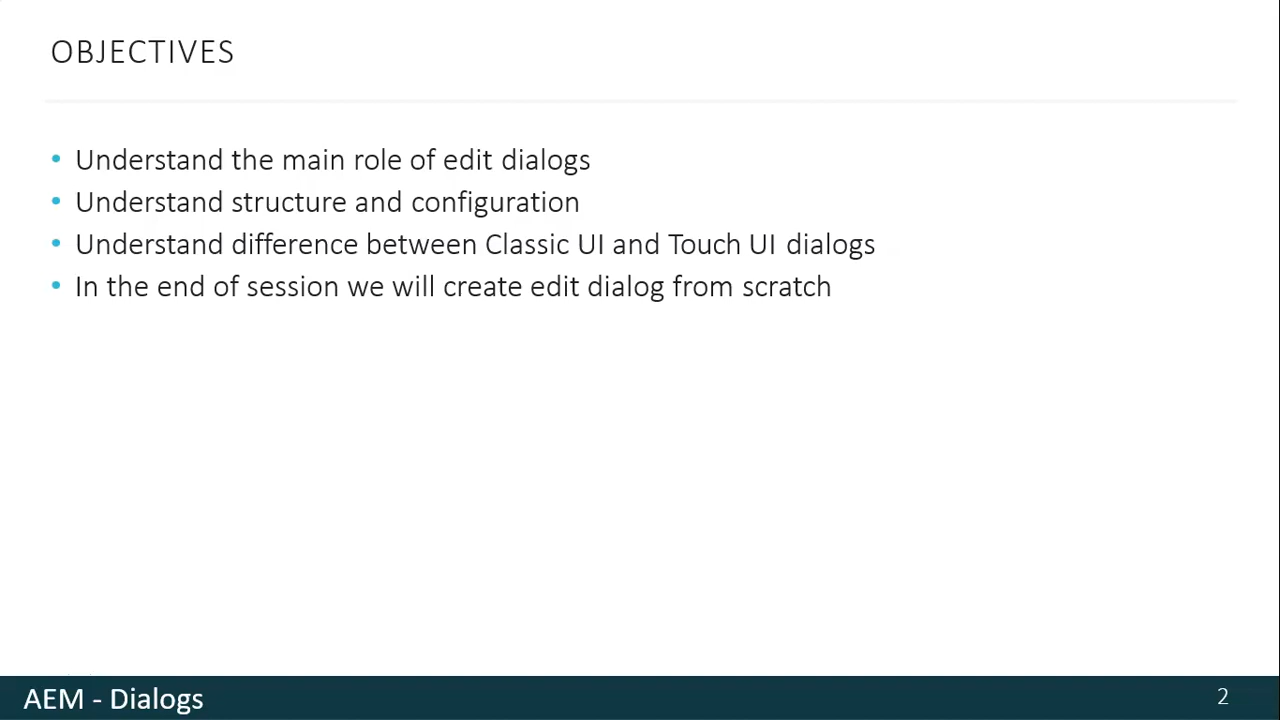 OBJECTIVES
• Understand the main role of edit dialogs
• Understand structure and configuration
• Understand difference between Classic UI and Touch UI dialogs
• In the end of session we will create edit dialog from scratch
AEM - Dialogs
2